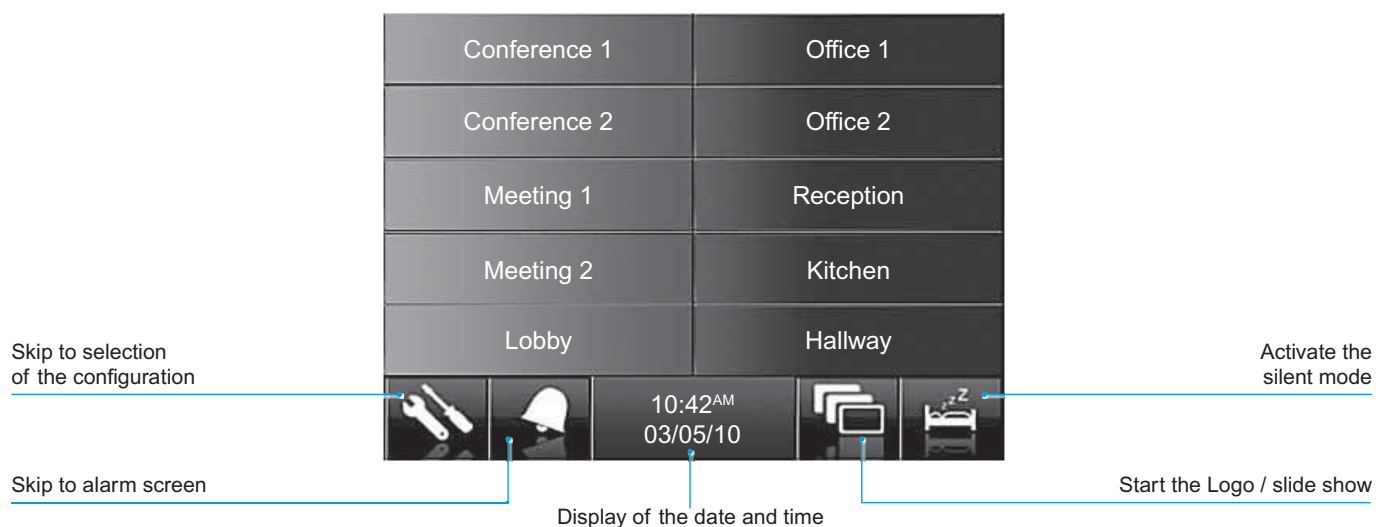 Conference 1
Office 1
Conference 2
Office 2
Meeting 1
Reception
Meeting 2
Kitchen
Lobby
Hallway
Skip to selection
of the configuration
Activate the
silent mode
10:42AM
03/05/10
zzZ
Skip to alarm screen
Start the Logo / slide show
Display of the date and time